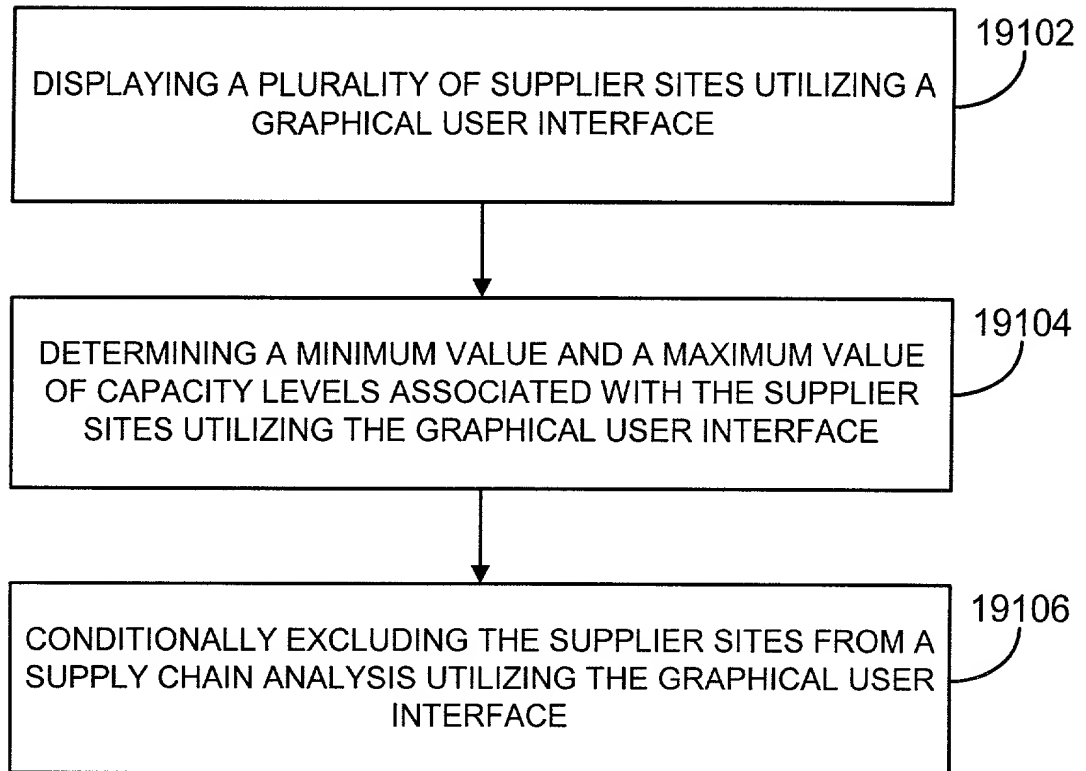 19102
DISPLAYING A PLURALITY OF SUPPLIER SITES UTILIZING A
GRAPHICAL USER INTERFACE
19104
DETERMINING A MINIMUM VALUE AND A MAXIMUM VALUE
OF CAPACITY LEVELS ASSOCIATED WITH THE SUPPLIER
SITES UTILIZING THE GRAPHICAL USER INTERFACE
19106
CONDITIONALLY EXCLUDING THE SUPPLIER SITES FROM A
SUPPLY CHAIN ANALYSIS UTILIZING THE GRAPHICAL USER
INTERFACE